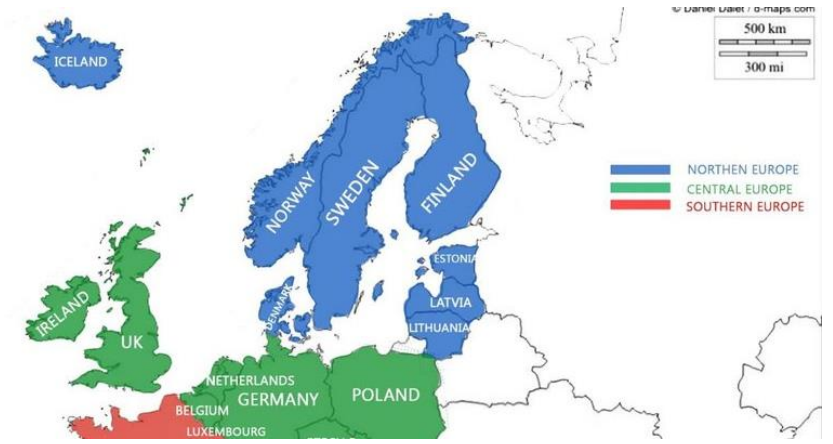 © Daniel Dalet / d-maps.com
500 km
300 mi
ICELAND
NORTHEN EUROPE
CENTRAL EUROPE
SOUTHERN EUROPE
NORWAY
SWEDEN
FINLAND
ESTONIA
LATVIA
LITHUANIA
DENMARK
IRELAND
UK
NETHERLANDS
GERMANY
POLAND
BELGIUM
LUXEMBOURG